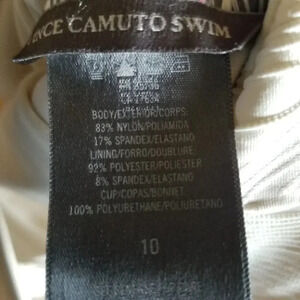 NCE CAMUTO SWIM
BODY/EXTERIOR/CORPS:
83% NYLON/POLIAMIDA
17% SPANDEX/ELASTANO
LINING/FORRO/DOUBLURE:
92% POLYESTER/POLIESTER
8% SPANDEX/ELASTANO
CUP/COPAS/BONNET
100% POLYURETHANE/POLIURETANO
10